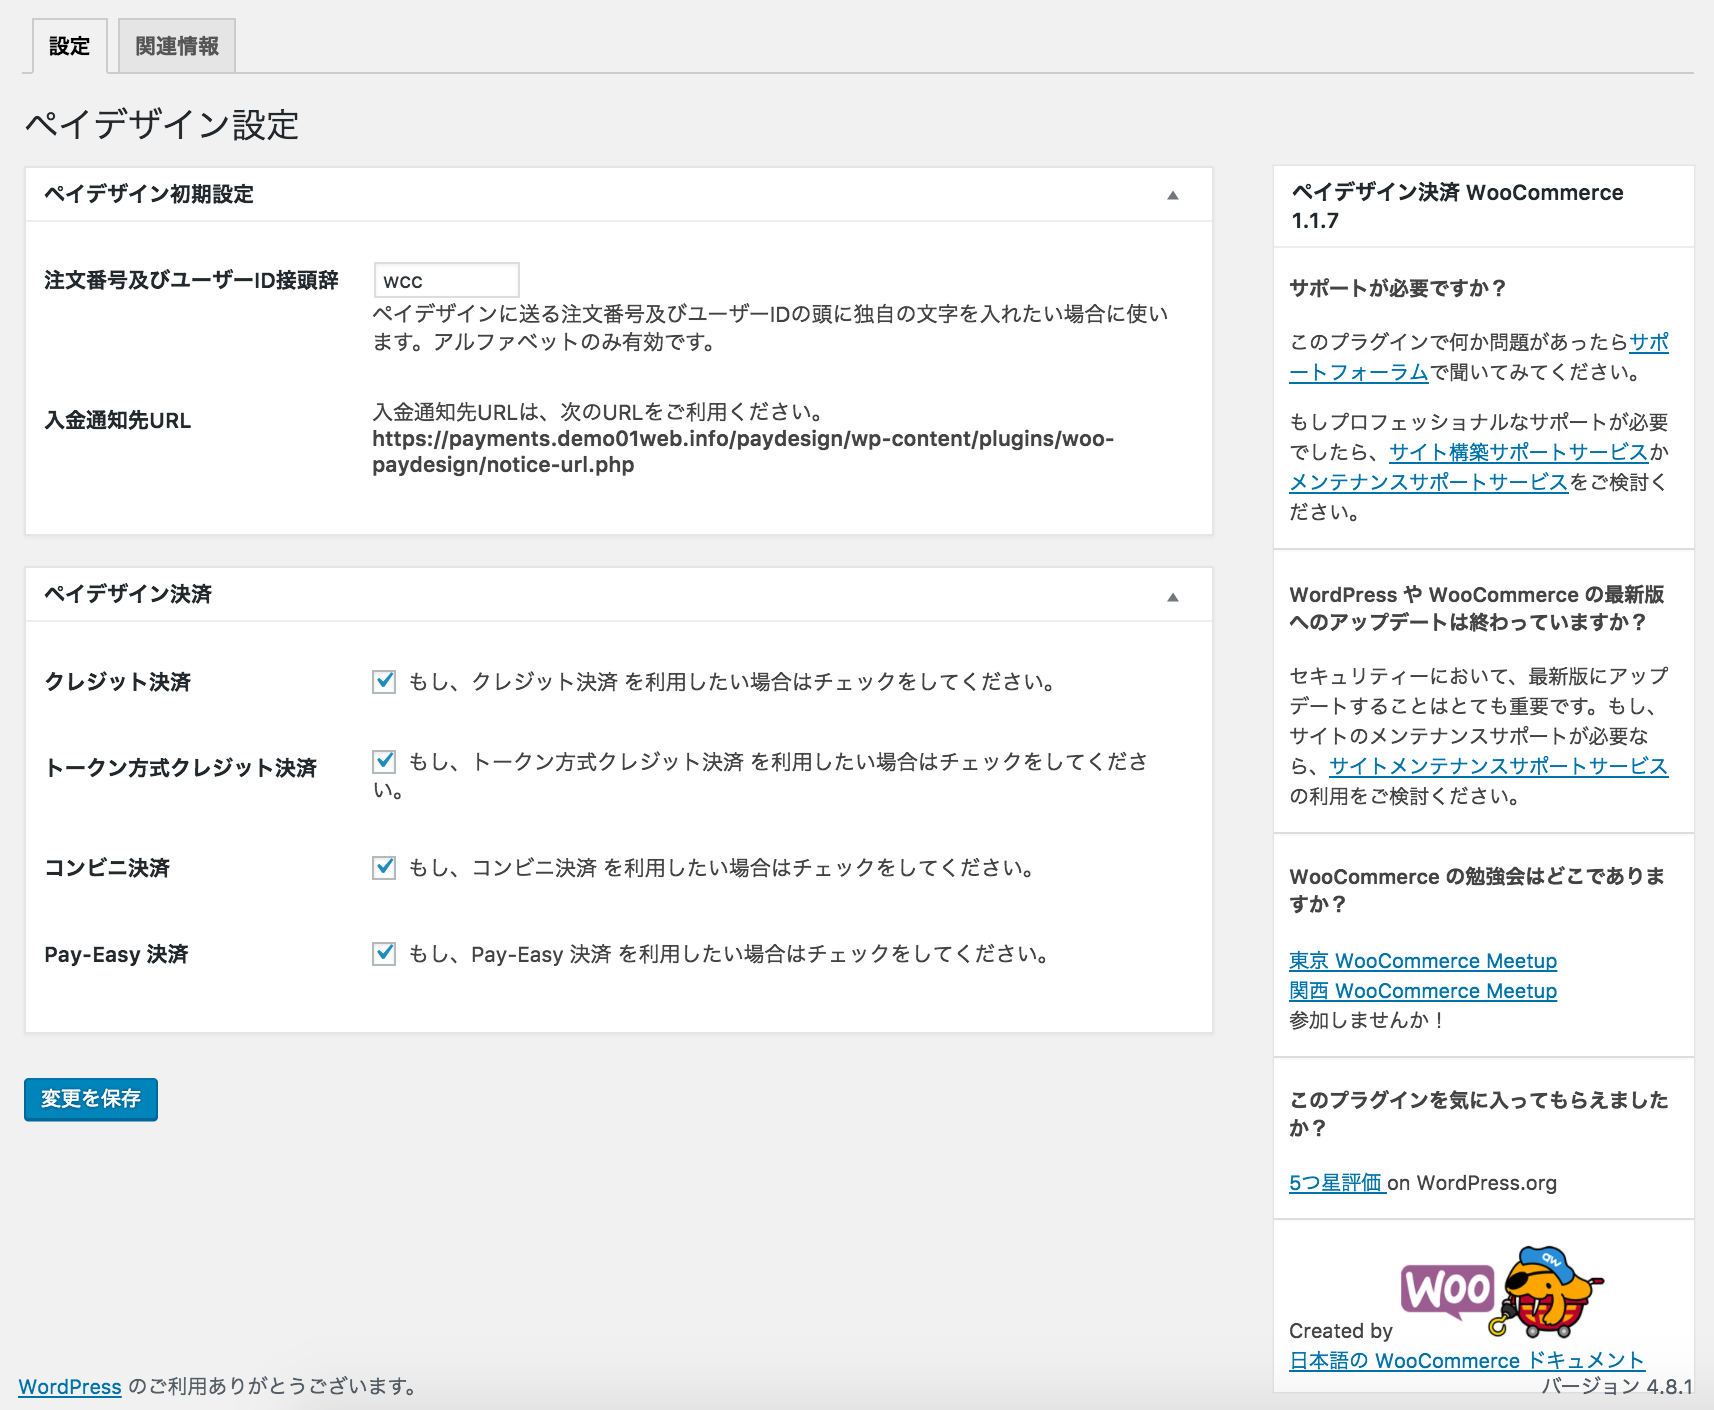 設定
関連情報
ペイデザイン設定
ペイデザイン初期設定
注文番号及びユーザーID接頭辞
wcc
ペイデザインに送る注文番号及びユーザーIDの頭に独自の文字を入れたい場合に使い
ます。アルファベットのみ有効です。
入金通知先URL
入金通知先URLは、次のURLをご利用ください。
https://payments.demo01web.info/paydesign/wp-content/plugins/woo-
paydesign/notice-url.php
ペイデザイン決済
クレジット決済
もし、クレジット決済 を利用したい場合はチェックをしてください。
トークン方式クレジット決済
もし、トークン方式クレジット決済 を利用したい場合はチェックをしてくださ
い。
コンビニ決済
もし、コンビニ決済 を利用したい場合はチェックをしてください。
Pay-Easy 決済
もし、Pay-Easy 決済 を利用したい場合はチェックをしてください。
変更を保存
ペイデザイン決済 WooCommerce
1.1.7
サポートが必要ですか？
このプラグインで何か問題があったらサポ
ートフォーラムで聞いてみてください。
もしプロフェッショナルなサポートが必要
でしたら、サイト構築サポートサービスか
メンテナンスサポートサービスをご検討く
ださい。
WordPress や WooCommerce の最新版
へのアップデートは終わっていますか？
セキュリティーにおいて、最新版にアップ
デートすることはとても重要です。もし、
サイトのメンテナンスサポートが必要な
ら、サイトメンテナンスサポートサービス
の利用をご検討ください。
WooCommerce の勉強会はどこでありま
すか？
東京 WooCommerce Meetup
関西 WooCommerce Meetup
参加しませんか！
このプラグインを気に入ってもらえました
か？
5つ星評価 on WordPress.org
aw
WOO
Created by
日本語の WooCommerce ドキュメント
WordPress のご利用ありがとうございます。
バージョン 4.8.1